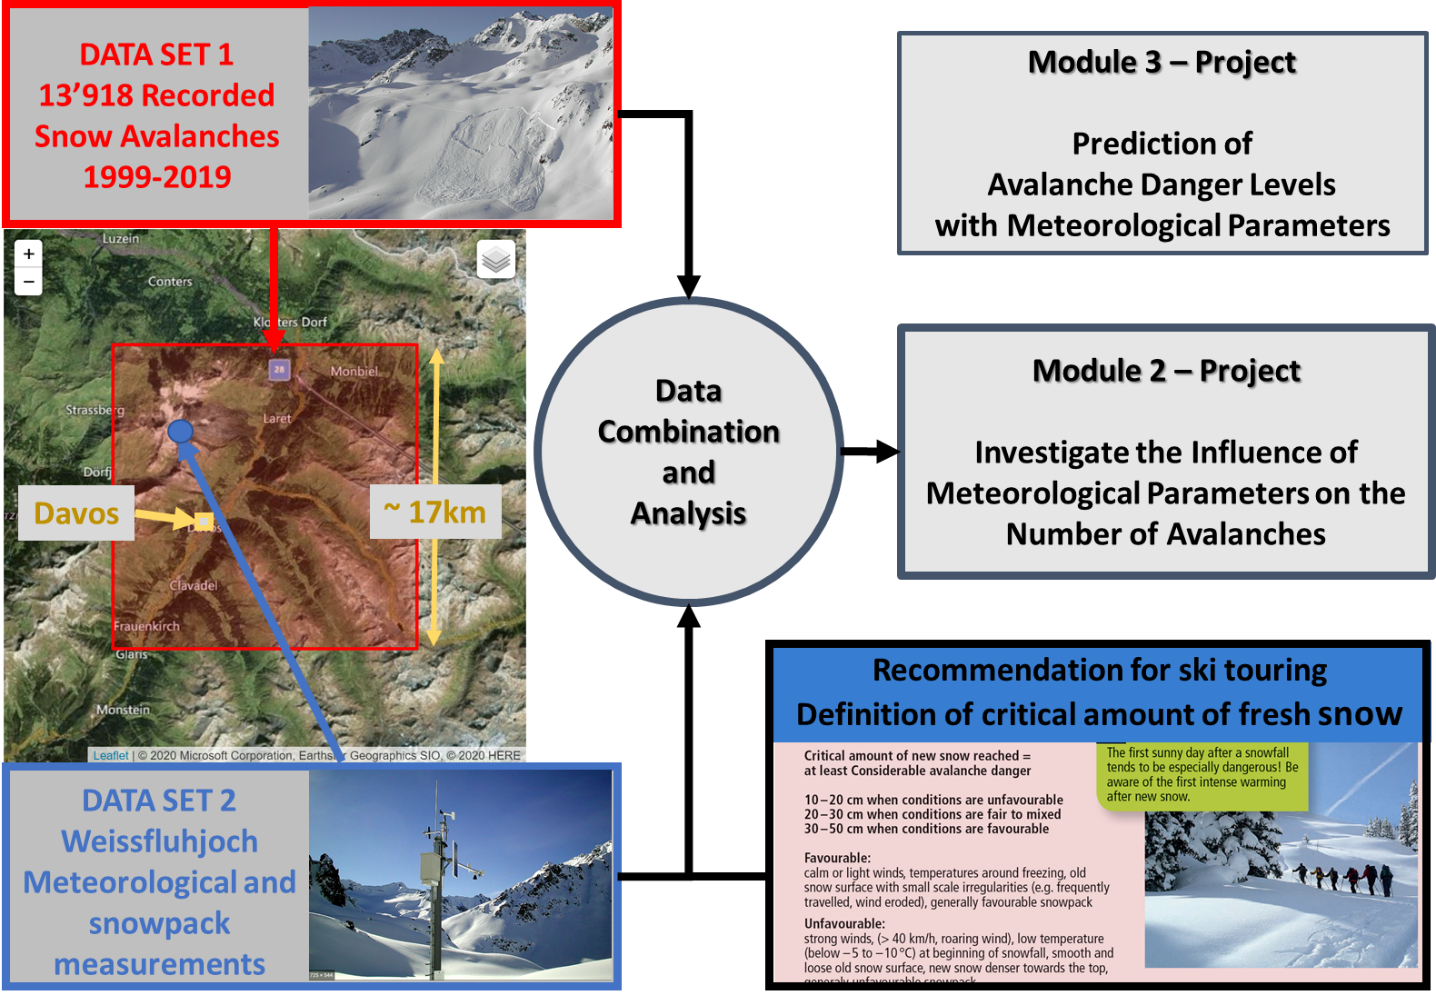 DATA SET 1
13’918 Recorded
Snow Avalanches
1999-2019
Module 3 – Project
Prediction of
Avalanche Danger Levels
with Meteorological Parameters
+
−
Luzein
Conters
Klosters Dorf
28
Monbiel
Strassberg
Laret
Dörfj
Davos
~ 17km
Davos
Clavadel
Frauenkirch
Glaris
Monstein
Leaflet | © 2020 Microsoft Corporation, Earthstar Geographics SIO, © 2020 HERE
Data
Combination
and
Analysis
Module 2 – Project
Investigate the Influence of
Meteorological Parameters on the
Number of Avalanches
DATA SET 2
Weissfluhjoch
Meteorological and
snowpack
measurements
Recommendation for ski touring
Definition of critical amount of fresh snow
Critical amount of new snow reached =
at least Considerable avalanche danger
10–20 cm when conditions are unfavourable
20–30 cm when conditions are fair to mixed
30–50 cm when conditions are favourable
Favourable:
calm or light winds, temperatures around freezing, old
snow surface with small scale irregularities (e.g. frequently
travelled, wind eroded), generally favourable snowpack
Unfavourable:
strong winds, (> 40 km/h, roaring wind), low temperature
(below –5 to –10 °C) at beginning of snowfall, smooth and
loose old snow surface, new snow denser towards the top,
generaly unfavourable snowpack
The first sunny day after a snowfall
tends to be especially dangerous! Be
aware of the first intense warming
after new snow.